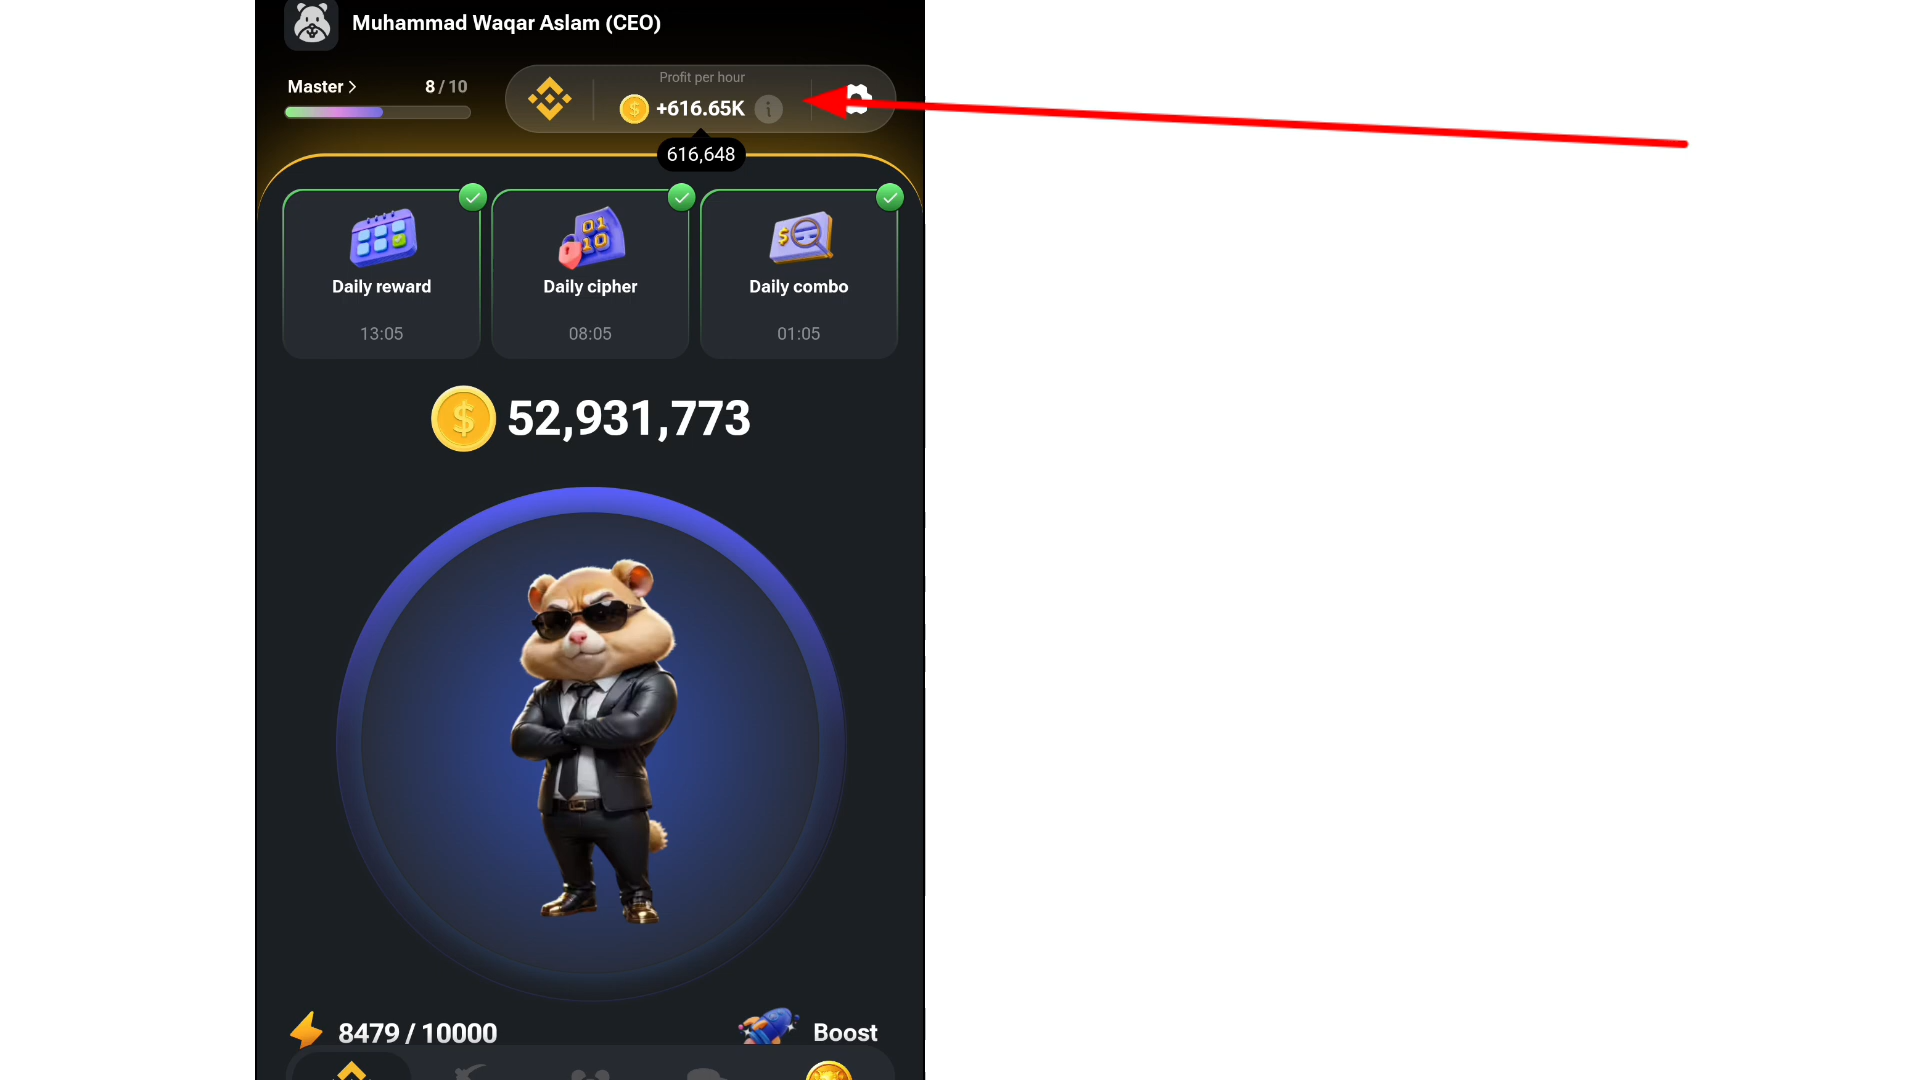 Muhammad Waqar Aslam (CEO)
Master >
8 / 10
Profit per hour
+616.65K
616,648
Daily reward
13:05
Daily cipher
08:05
Daily combo
01:05
52,931,773
8479 / 10000
Boost